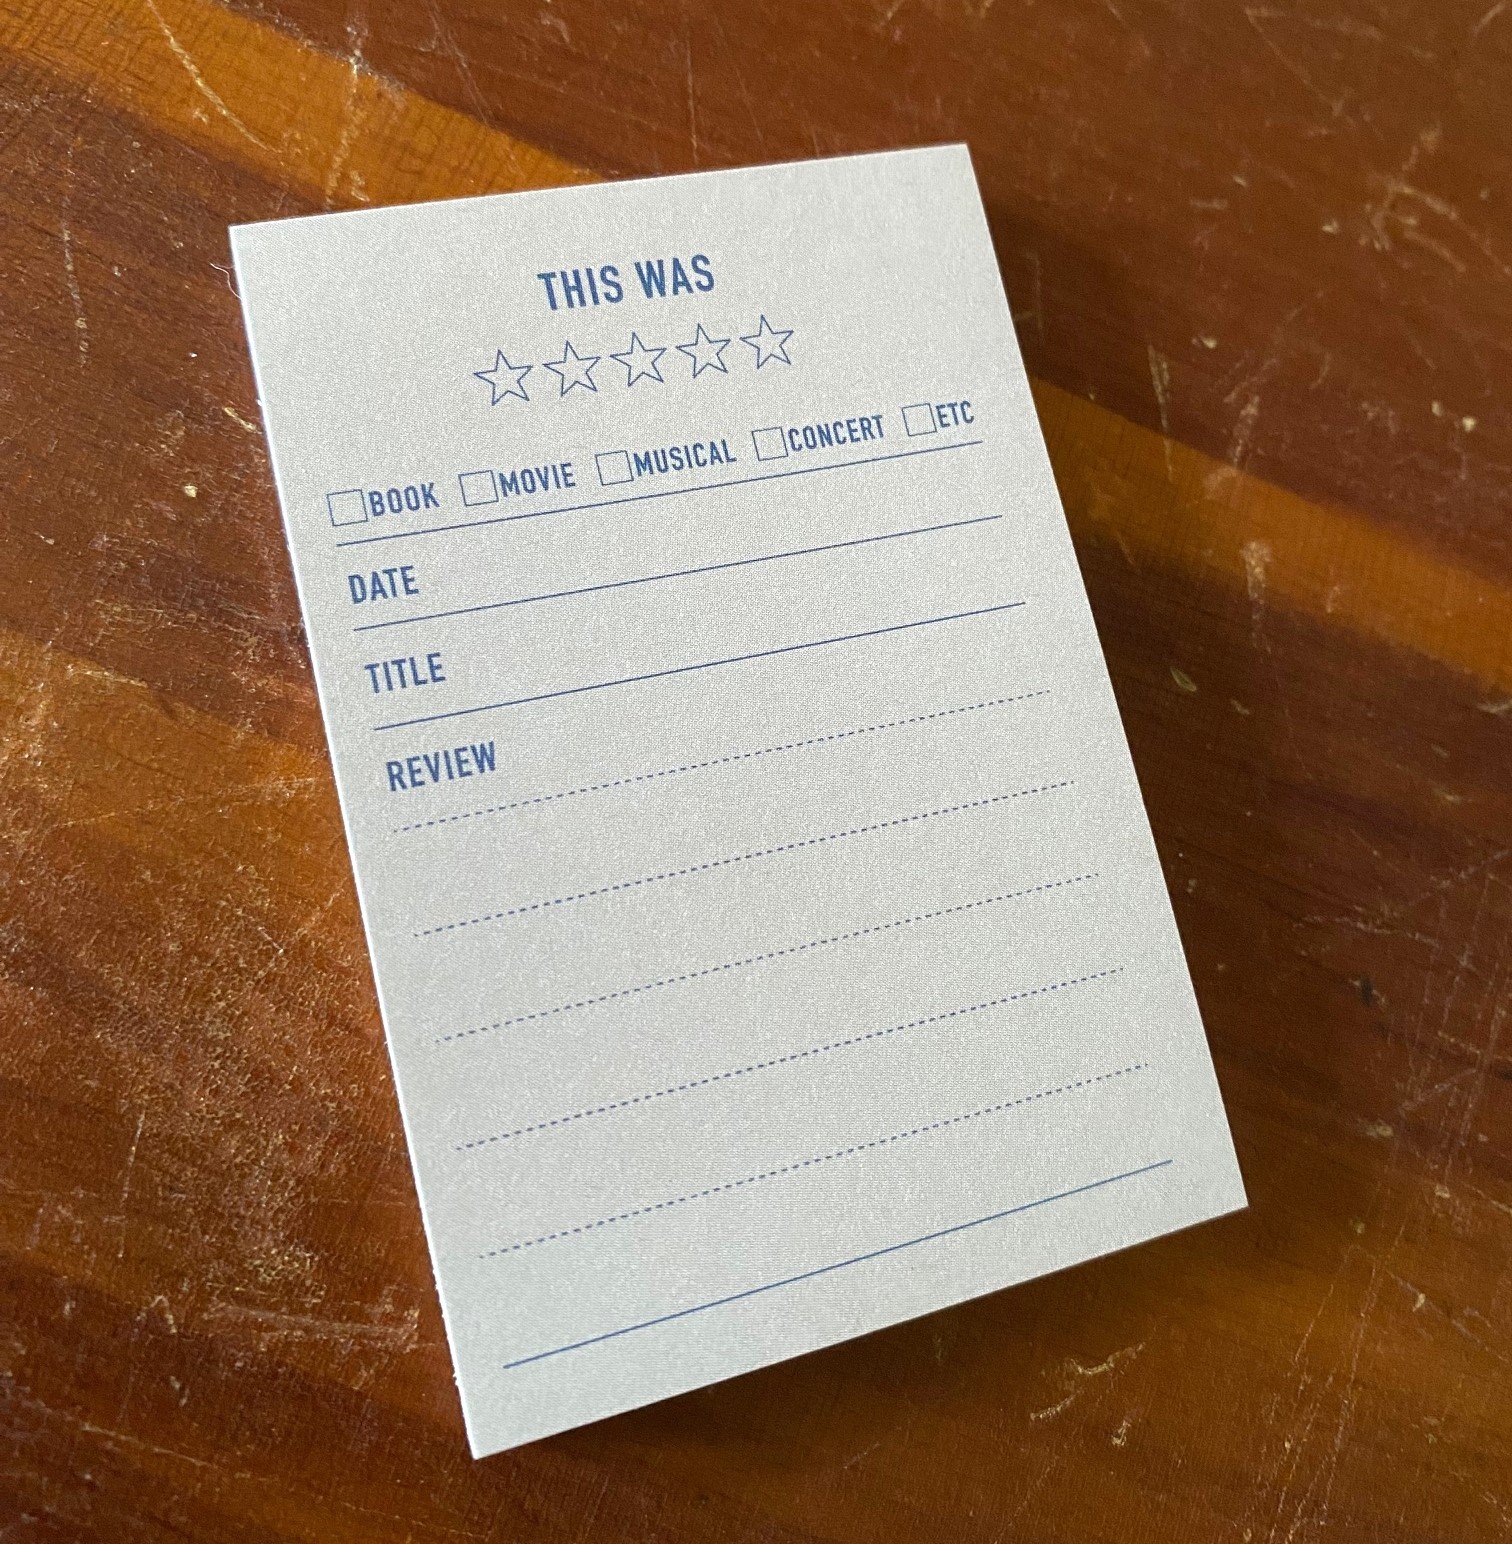 THIS WAS
BOOK MOVIE MUSICAL CONCERT ETC
DATE
TITLE
REVIEW